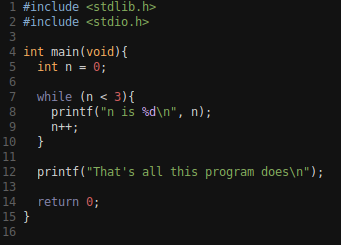 1 #include <stdlib.h>
2 #include <stdio.h>
3
4 int main(void){
5   int n = 0;
6
7   while (n < 3){
8     printf("n is %d\n", n);
9     n++;
10   }
11
12   printf("That's all this program does\n");
13
14   return 0;
15 }
16